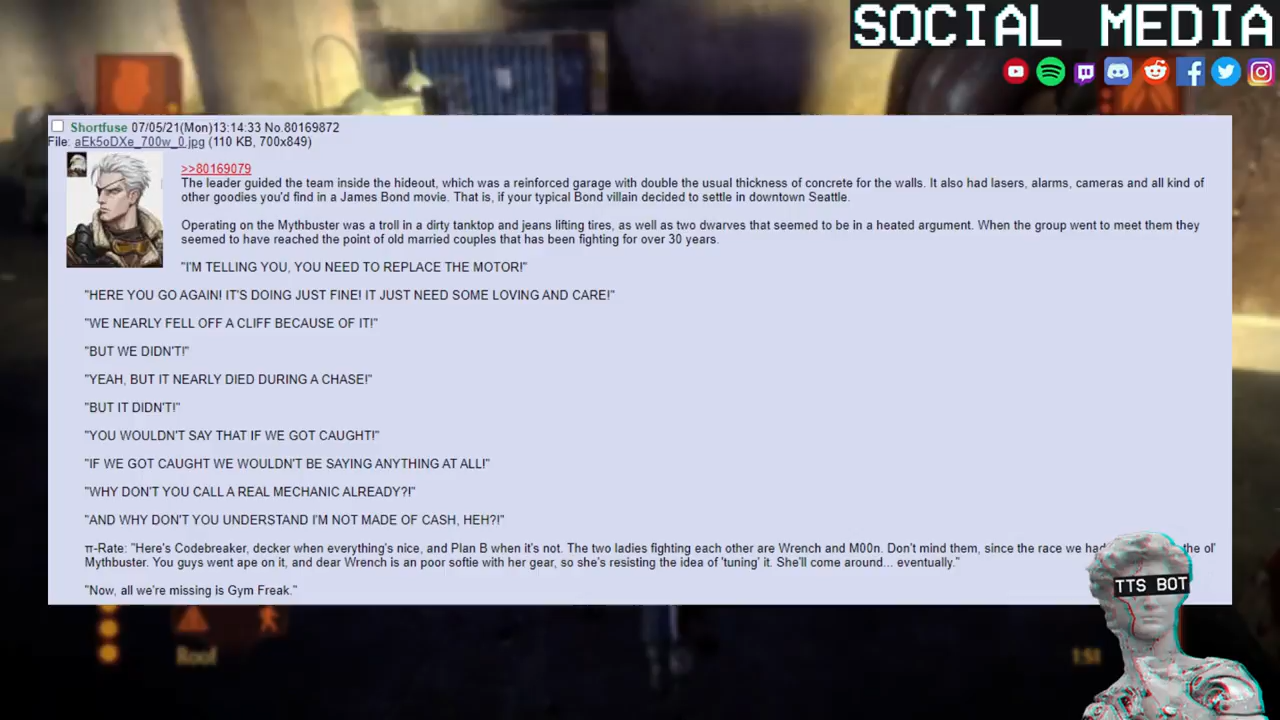 SOCIAL MEDIA
Shortfuse 07/05/21(Mon)13:14:33 No.80169872
File: aEk5oDXe_700w_0.jpg (110 KB, 700x849)
>>80169079
The leader guided the team inside the hideout, which was a reinforced garage with double the usual thickness of concrete for the walls. It also had lasers, alarms, cameras and all kind of
other goodies you'd find in a James Bond movie. That is, if your typical Bond villain decided to settle in downtown Seattle.
Operating on the Mythbuster was a troll in a dirty tanktop and jeans lifting tires, as well as two dwarves that seemed to be in a heated argument. When the group went to meet them they
seemed to have reached the point of old married couples that has been fighting for over 30 years.
"I'M TELLING YOU, YOU NEED TO REPLACE THE MOTOR!"
"HERE YOU GO AGAIN! IT'S DOING JUST FINE! IT JUST NEED SOME LOVING AND CARE!"
"WE NEARLY FELL OFF A CLIFF BECAUSE OF IT!"
"BUT WE DIDN'T!"
"YEAH, BUT IT NEARLY DIED DURING A CHASE!"
"BUT IT DIDN'T!"
"YOU WOULDN'T SAY THAT IF WE GOT CAUGHT!"
"IF WE GOT CAUGHT WE WOULDN'T BE SAYING ANYTHING AT ALL!"
"WHY DON'T YOU CALL A REAL MECHANIC ALREADY?!"
"AND WHY DON'T YOU UNDERSTAND I'M NOT MADE OF CASH, HEH?!"
π-Rate: "Here's Codebreaker, decker when everything's nice, and Plan B when it's not. The two ladies fighting each other are Wrench and M00n. Don't mind them, since the race we had the ol'
Mythbuster. You guys went ape on it, and dear Wrench is an poor softie with her gear, so she's resisting the idea of 'tuning' it. She'll come around... eventually."
"Now, all we're missing is Gym Freak."
TTS BOT
Roof
1:51